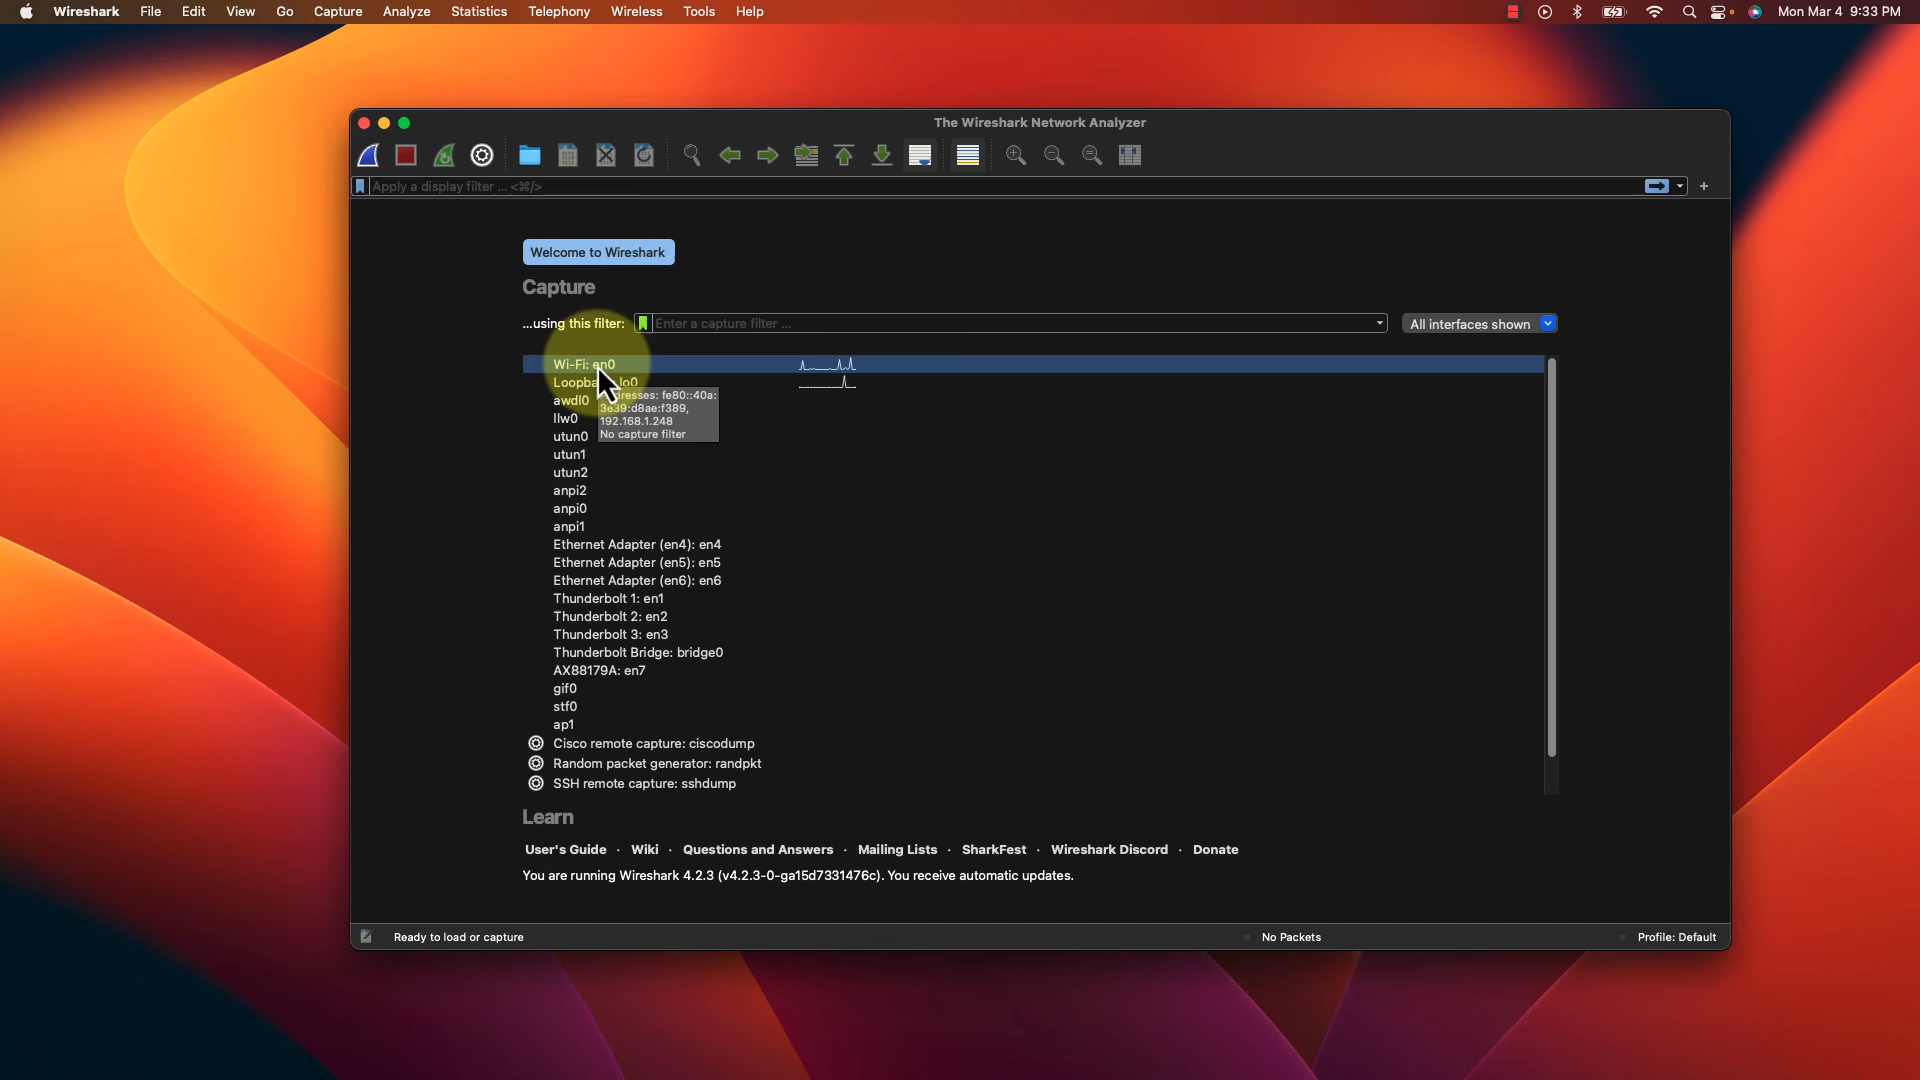 Wireshark File Edit View Go Capture Analyze Statistics Telephony Wireless Tools Help Mon Mar 4 9:33 PM
The Wireshark Network Analyzer
Apply a display filter ... <⌘/>
Welcome to Wireshark
Capture
...using this filter: Enter a capture filter ... All interfaces shown
Wi-Fi: en0
lo0
awdl0
3e39:d8ae:f389,
192.168.1.248
No capture filter
llw0
utun0
utun1
utun2
anpi2
anpi0
anpi1
Ethernet Adapter (en4): en4
Ethernet Adapter (en5): en5
Ethernet Adapter (en6): en6
Thunderbolt 1: en1
Thunderbolt 2: en2
Thunderbolt 3: en3
Thunderbolt Bridge: bridge0
AX88179A: en7
gif0
stf0
ap1
Cisco remote capture: ciscodump
Random packet generator: randpkt
SSH remote capture: sshdump
Learn
User's Guide · Wiki · Questions and Answers · Mailing Lists · SharkFest · Wireshark Discord · Donate
You are running Wireshark 4.2.3 (v4.2.3-0-ga15d7331476c). You receive automatic updates.
Ready to load or capture No Packets Profile: Default